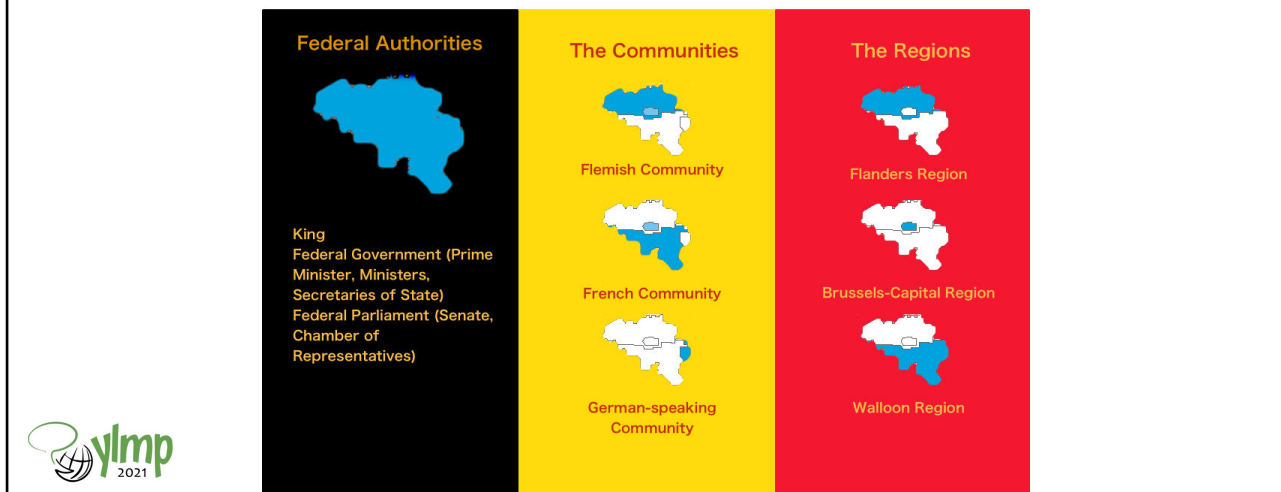 Federal Authorities
King
Federal Government (Prime
Minister, Ministers,
Secretaries of State)
Federal Parliament (Senate,
Chamber of
Representatives)
The Communities
Flemish Community
French Community
German-speaking
Community
The Regions
Flanders Region
Brussels-Capital Region
Walloon Region
ylmp
2021